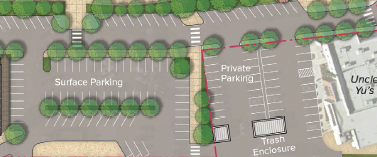 Surface Parking
Private
Parking
Uncle
Yu's
Trash
Enclosure